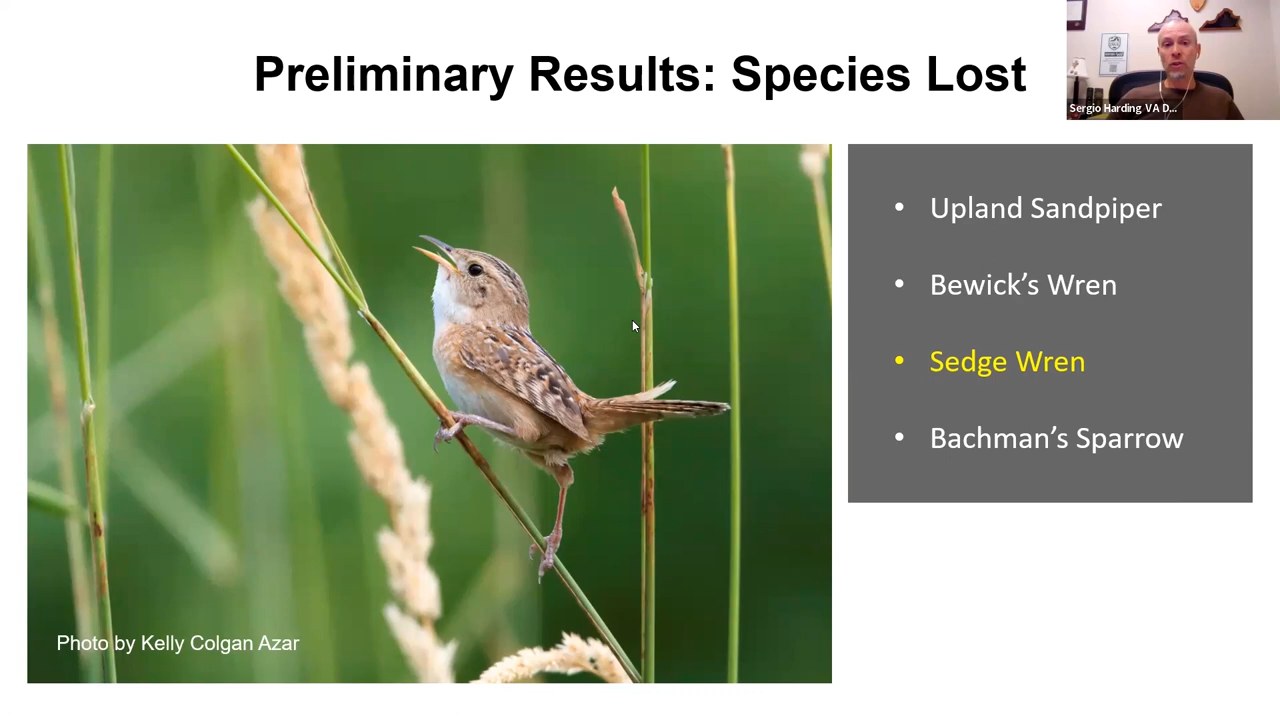 Preliminary Results: Species Lost
Sergio Harding VA D...
• Upland Sandpiper
• Bewick’s Wren
• Sedge Wren
• Bachman’s Sparrow
Photo by Kelly Colgan Azar